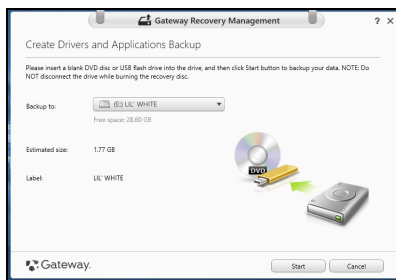 Gateway Recovery Management
? ×
Create Drivers and Applications Backup
Please insert a blank DVD disc or USB flash drive into the drive, and then click Start button to backup your data. NOTE: Do
NOT disconnect the drive while burning the recovery disc.
Backup to: (E:) LIL' WHITE
Free space: 28.60 GB
Estimated size: 1.77 GB
DVD
Label: LIL' WHITE
Gateway. Start Cancel